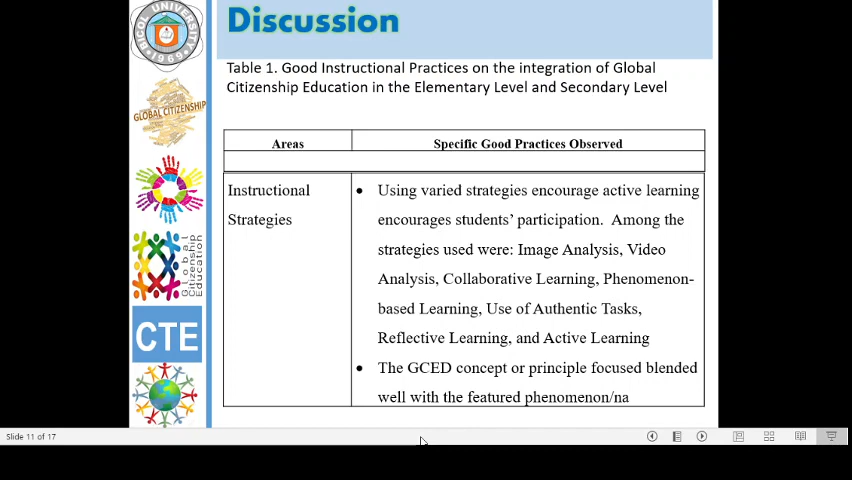 Discussion
BICOL UNIVERSITY
1969
Table 1. Good Instructional Practices on the integration of Global
Citizenship Education in the Elementary Level and Secondary Level
GLOBAL CITIZENSHIP
Areas
Specific Good Practices Observed
Instructional
Strategies
• Using varied strategies encourage active learning
encourages students’ participation. Among the
strategies used were: Image Analysis, Video
Analysis, Collaborative Learning, Phenomenon-
based Learning, Use of Authentic Tasks,
Reflective Learning, and Active Learning
• The GCED concept or principle focused blended
well with the featured phenomenon/na
Global
Citizenship
Education
CTE
Slide 11 of 17